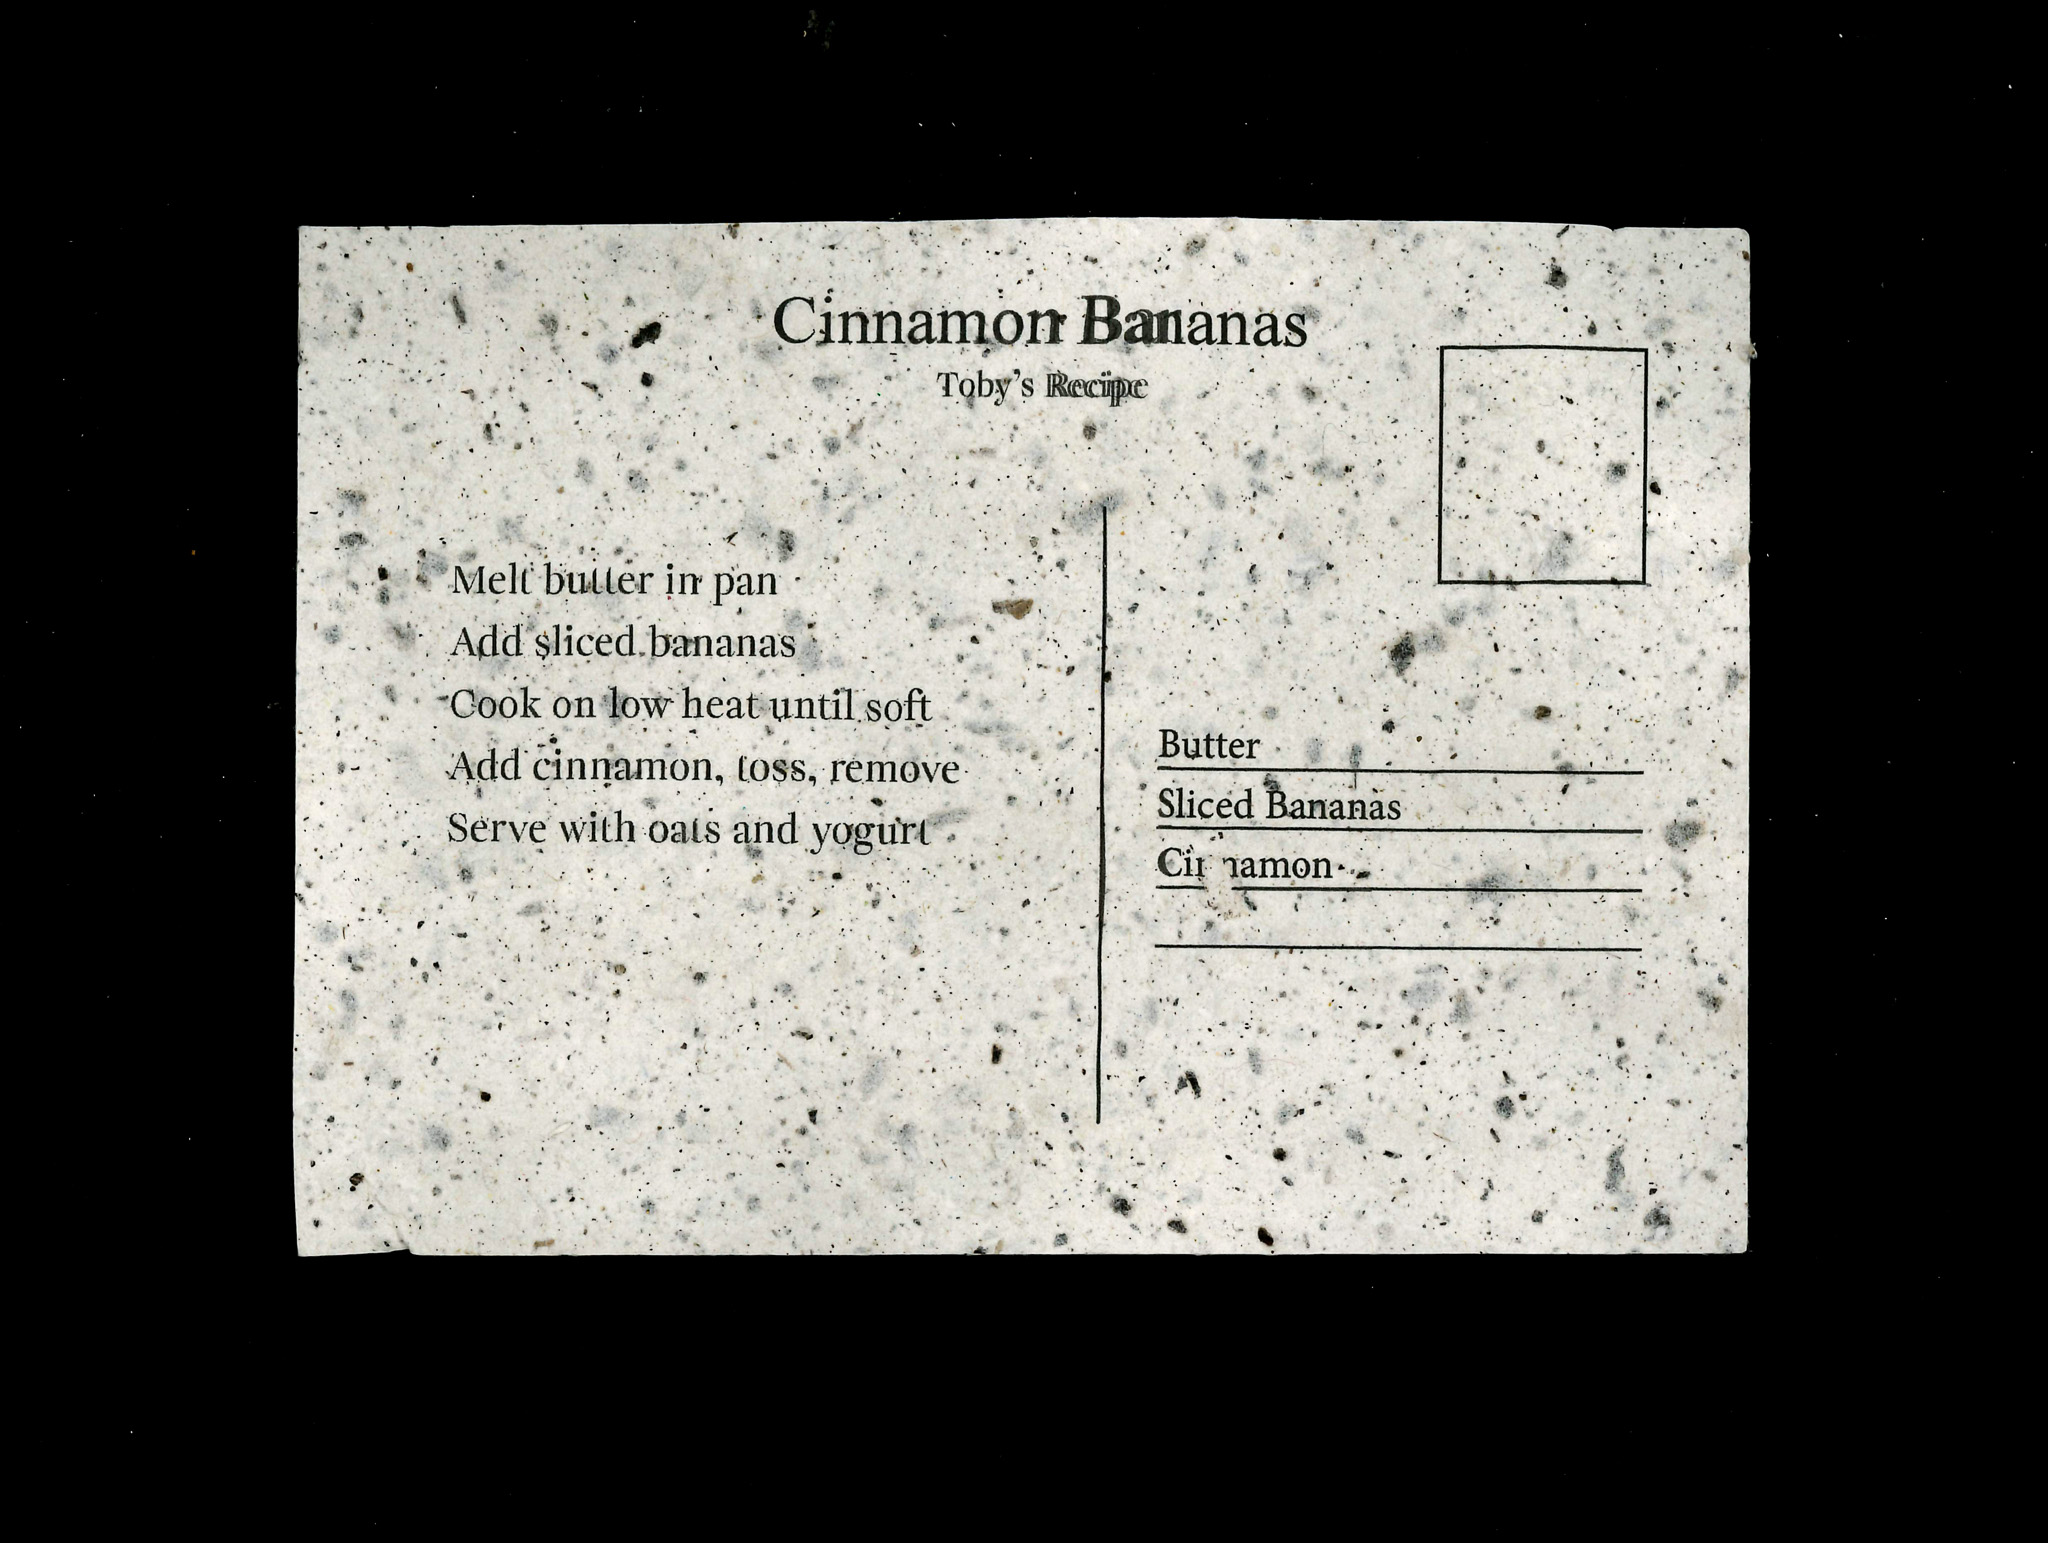 Cinnamon Bananas
Toby's Recipe
Melt butter in pan
Add sliced bananas
Cook on low heat until soft
Add cinnamon, toss, remove
Serve with oats and yogurt
Butter
Sliced Bananas
Cinnamon